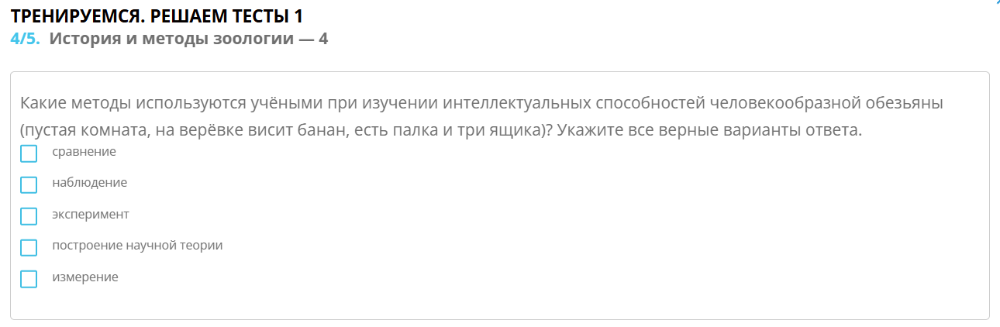 ТРЕНИРУЕМСЯ. РЕШАЕМ ТЕСТЫ 1
4/5. История и методы зоологии — 4
Какие методы используются учёными при изучении интеллектуальных способностей человекообразной обезьяны
(пустая комната, на верёвке висит банан, есть палка и три ящика)? Укажите все верные варианты ответа.
сравнение
наблюдение
эксперимент
построение научной теории
измерение